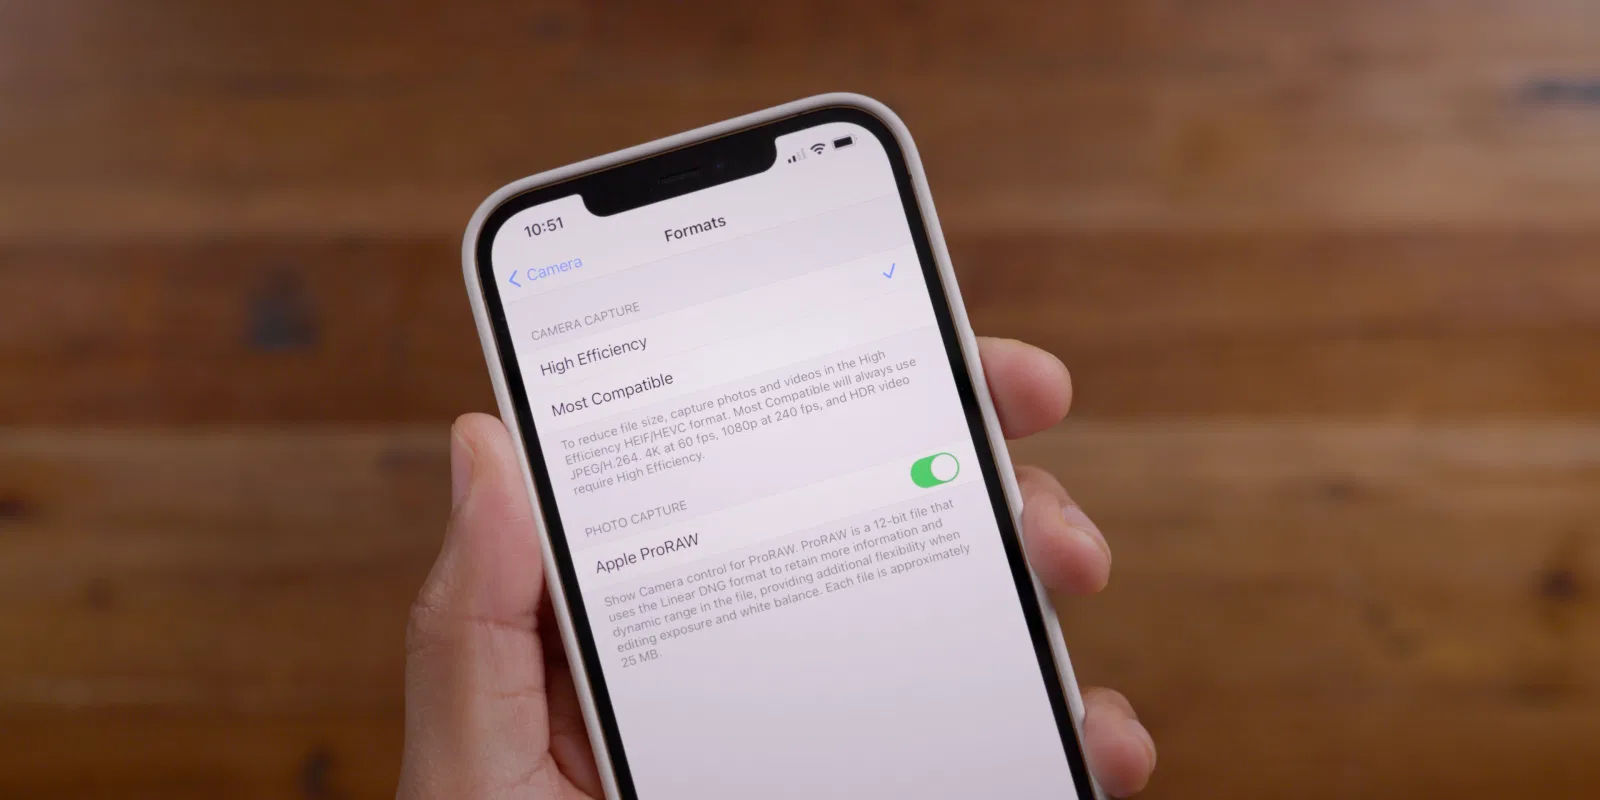 10:51
Camera
Formats
CAMERA CAPTURE
High Efficiency
Most Compatible
To reduce file size, capture photos and videos in the High
Efficiency HEIF/HEVC format. Most Compatible will always use
JPEG/H.264. 4K at 60 fps, 1080p at 240 fps, and HDR video
require High Efficiency.
PHOTO CAPTURE
Apple ProRAW
Show Camera control for ProRAW. ProRAW is a 12-bit file that
uses the Linear DNG format to retain more information and
dynamic range in the file, providing additional flexibility when
editing exposure and white balance. Each file is approximately
25 MB.